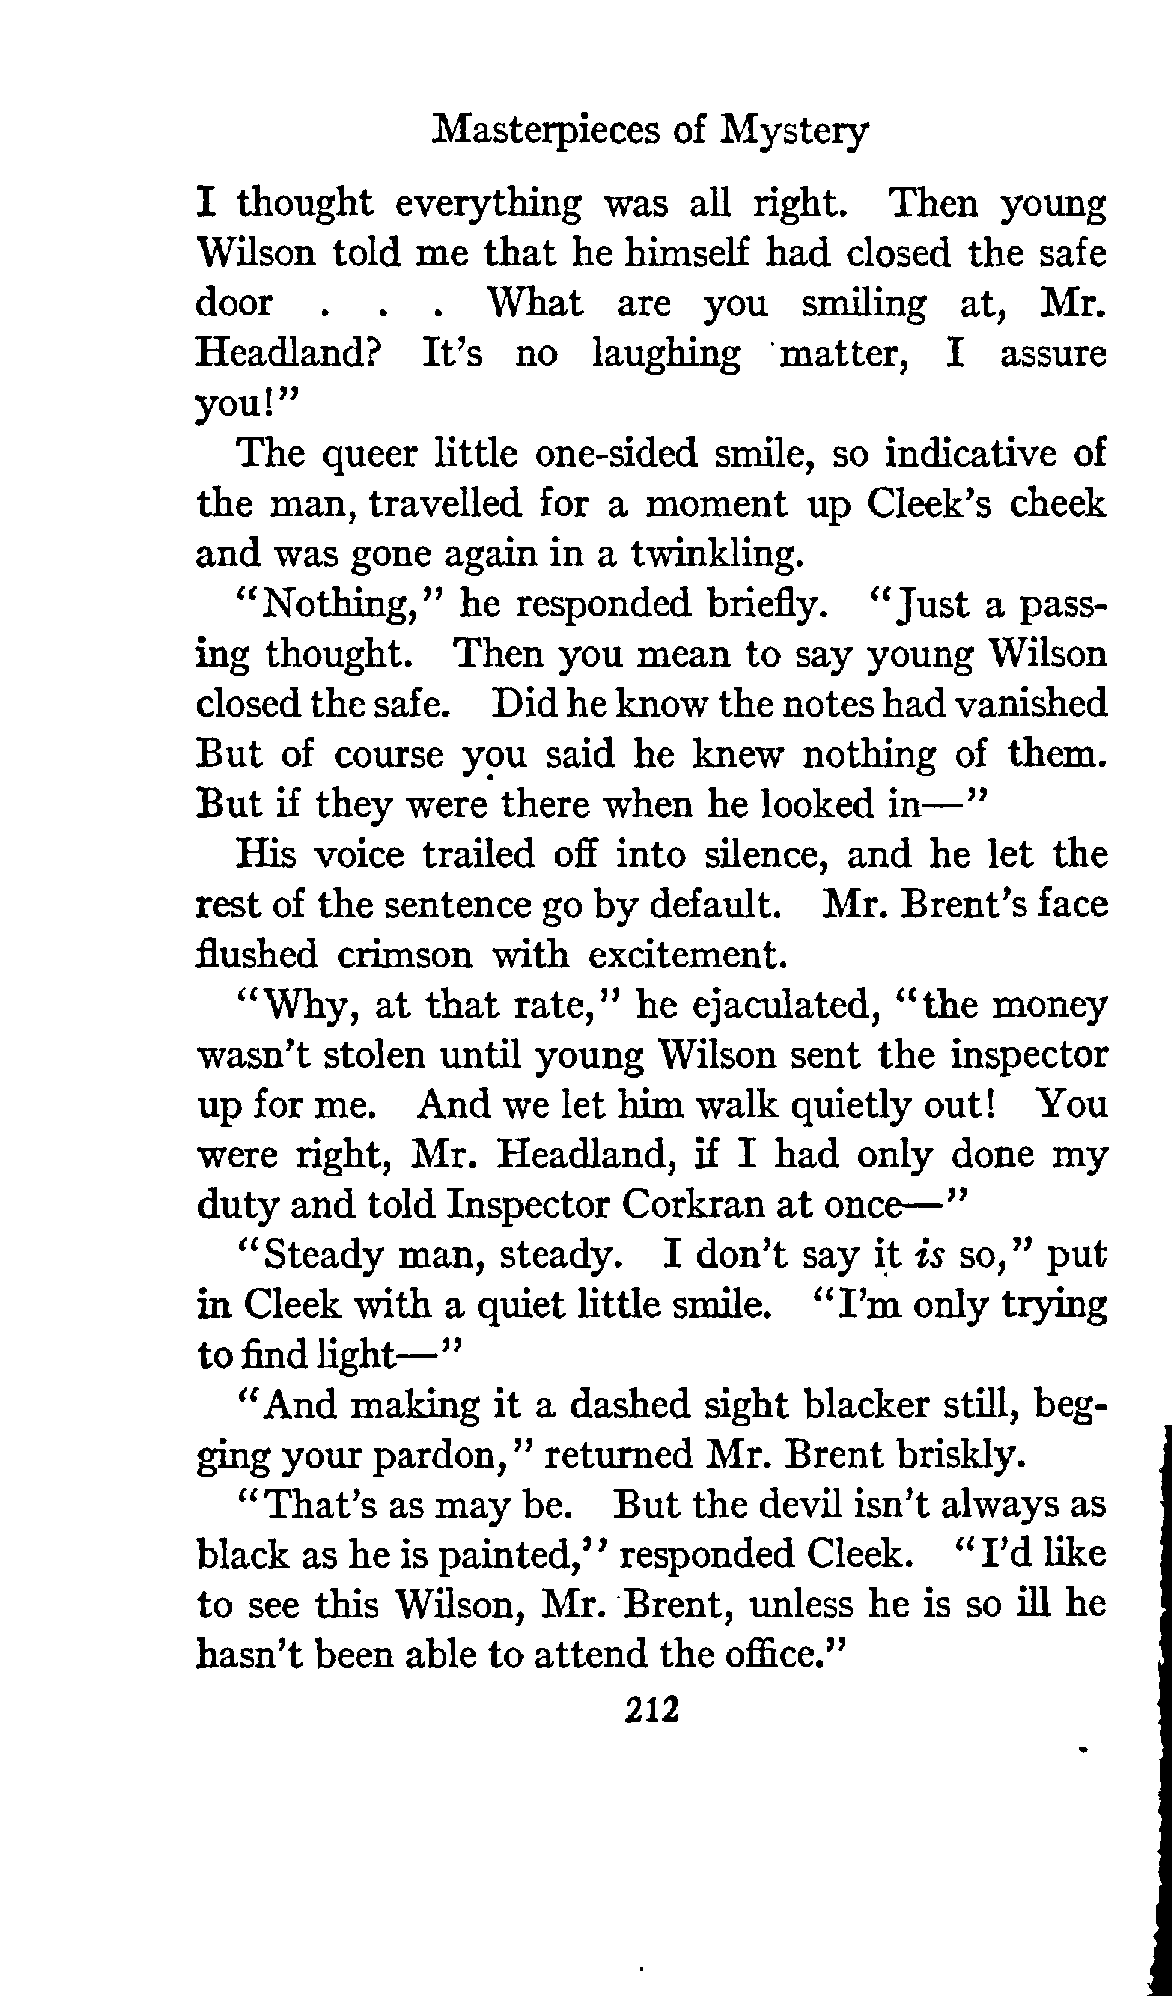 Masterpieces of Mystery
I thought everything was all right. Then young
Wilson told me that he himself had closed the safe
door . . . What are you smiling at, Mr.
Headland? It's no laughing matter, I assure
you!"
The queer little one-sided smile, so indicative of
the man, travelled for a moment up Cleek's cheek
and was gone again in a twinkling.
"Nothing," he responded briefly. "Just a pass-
ing thought. Then you mean to say young Wilson
closed the safe. Did he know the notes had vanished
But of course you said he knew nothing of them.
But if they were there when he looked in—"
His voice trailed off into silence, and he let the
rest of the sentence go by default. Mr. Brent's face
flushed crimson with excitement.
"Why, at that rate," he ejaculated, "the money
wasn't stolen until young Wilson sent the inspector
up for me. And we let him walk quietly out! You
were right, Mr. Headland, if I had only done my
duty and told Inspector Corkran at once—"
"Steady man, steady. I don't say it is so," put
in Cleek with a quiet little smile. "I'm only trying
to find light—"
"And making it a dashed sight blacker still, beg-
ging your pardon," returned Mr. Brent briskly.
"That's as may be. But the devil isn't always as
black as he is painted," responded Cleek. "I'd like
to see this Wilson, Mr. Brent, unless he is so ill he
hasn't been able to attend the office."
212